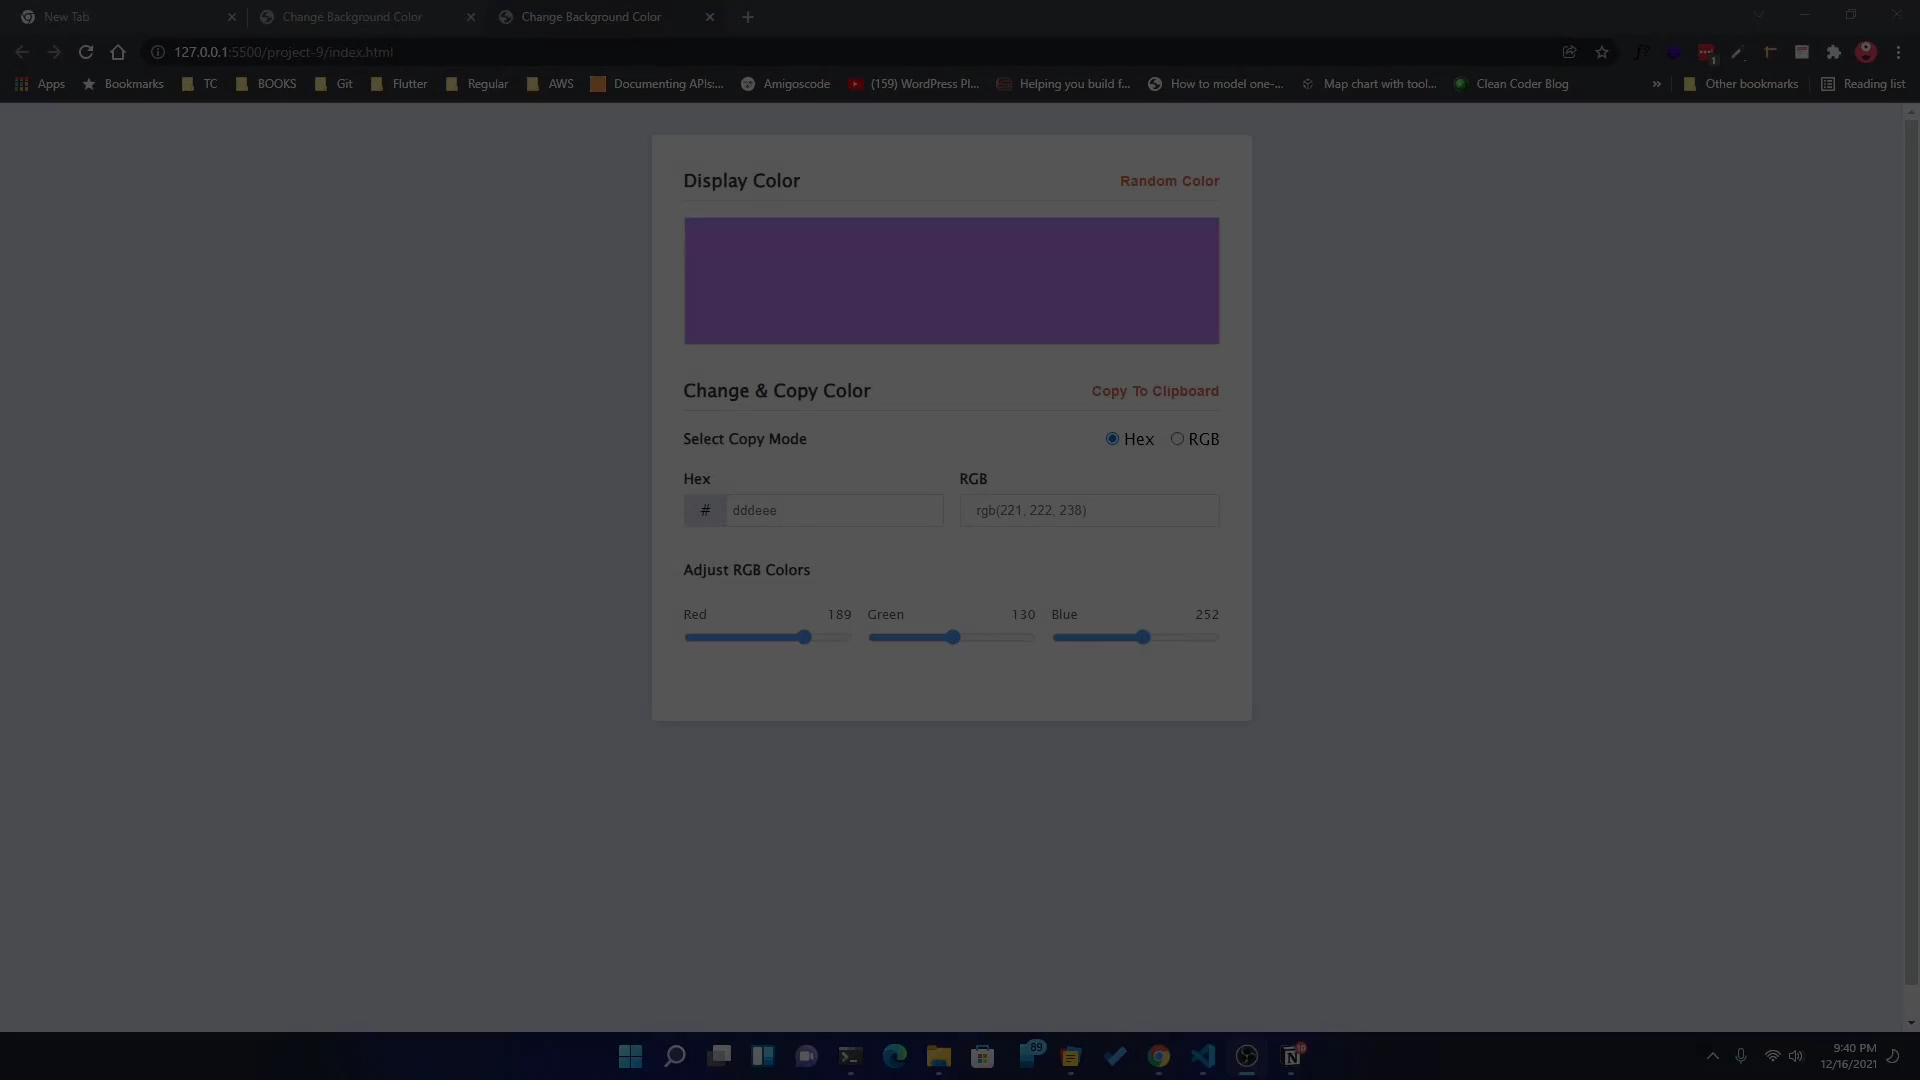 New Tab
Change Background Color
Change Background Color
127.0.0.1:5500/project-9/index.html
1
Apps
Bookmarks
TC
BOOKS
Git
Flutter
Regular
AWS
Documenting APIs:...
Amigoscode
(159) WordPress Pl...
Helping you build f...
How to model one-...
Map chart with tool...
Clean Coder Blog
»
Other bookmarks
Reading list
Display Color
Random Color
Change & Copy Color
Copy To Clipboard
Select Copy Mode
Hex
RGB
Hex
RGB
# dddeee
rgb(221, 222, 238)
Adjust RGB Colors
Red 189
Green 130
Blue 252
89
10
9:40 PM
12/16/2021